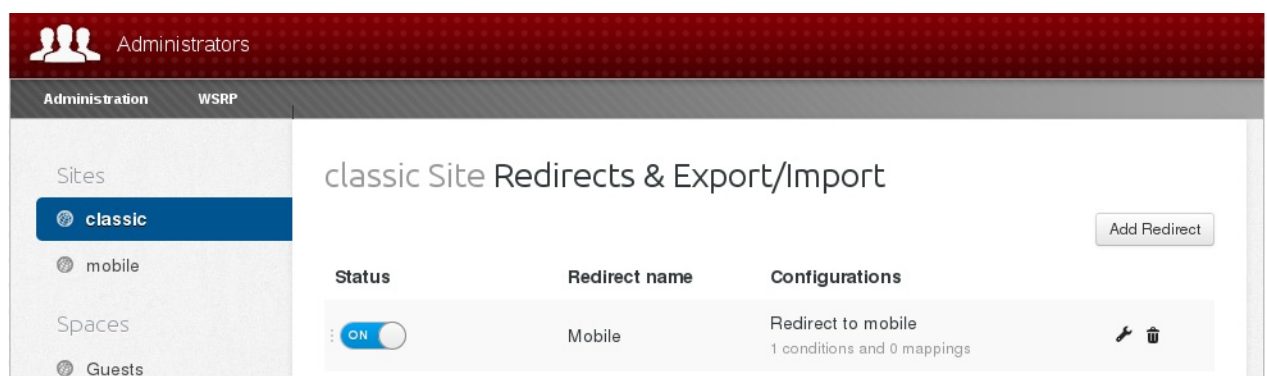 Administrators
Administration WSRP
Sites
classic
mobile
Spaces
Guests
classic Site Redirects & Export/Import
Add Redirect
Status Redirect name Configurations
ON Mobile Redirect to mobile
1 conditions and 0 mappings